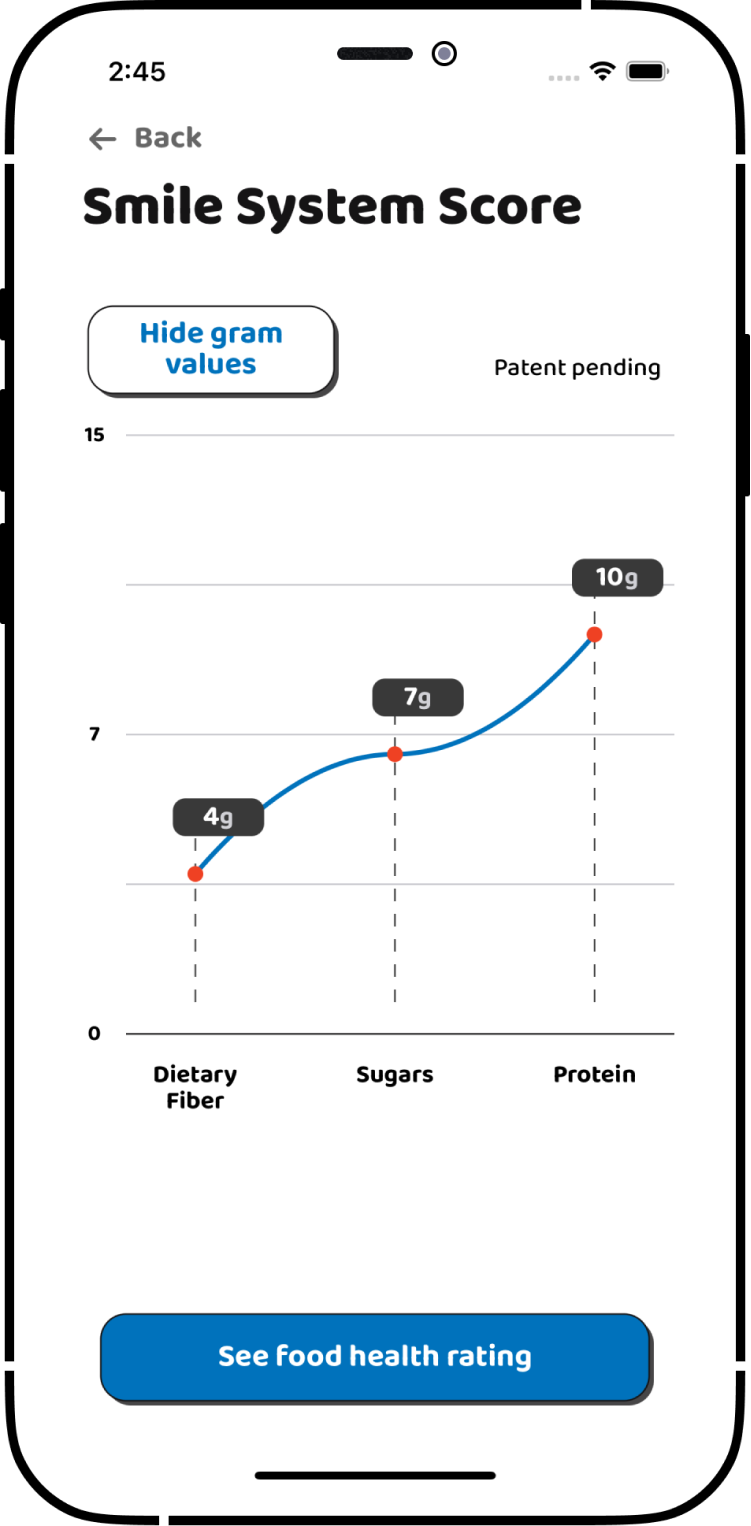 2:45
Back
Smile System Score
Hide gram
values
Patent pending
15
10g
7g
7
4g
0
Dietary
Fiber
Sugars
Protein
See food health rating